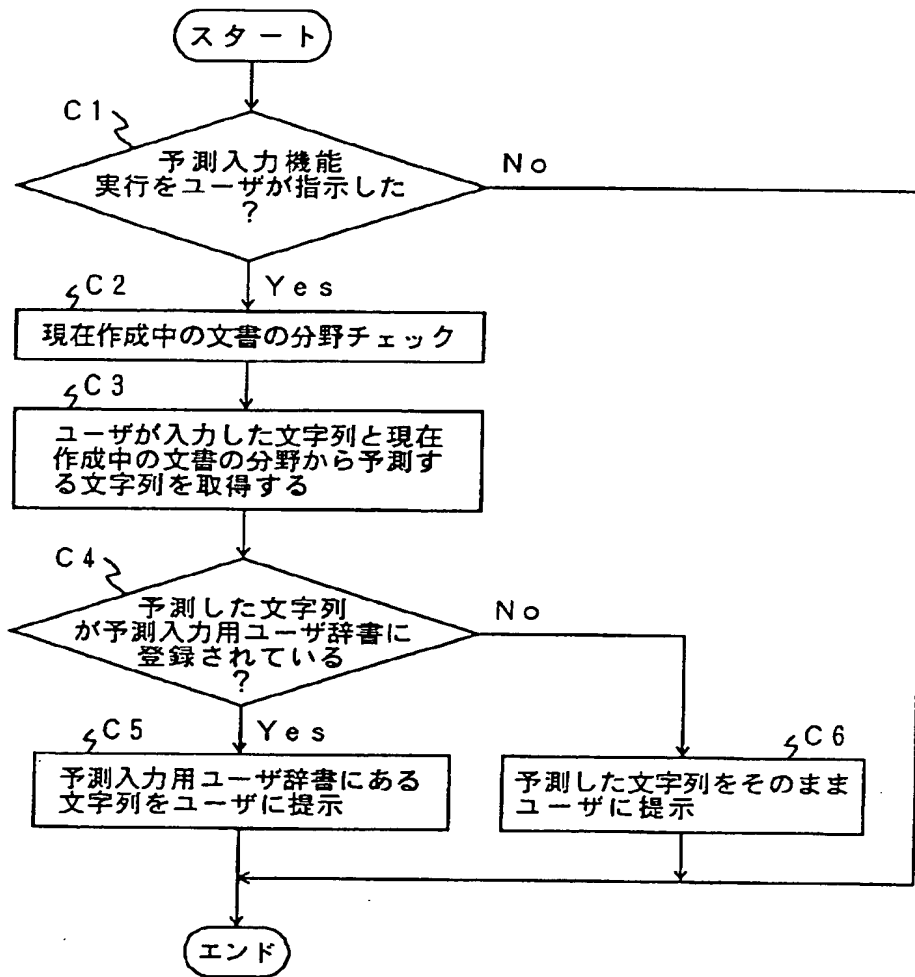 スタート
C1
予測入力機能
実行をユーザが指示した
?
No
Yes
C2
現在作成中の文書の分野チェック
C3
ユーザが入力した文字列と現在
作成中の文書の分野から予測す
る文字列を取得する
C4
予測した文字列
が予測入力用ユーザ辞書に
登録されている
?
No
Yes
C5
予測入力用ユーザ辞書にある
文字列をユーザに提示
C6
予測した文字列をそのまま
ユーザに提示
エンド